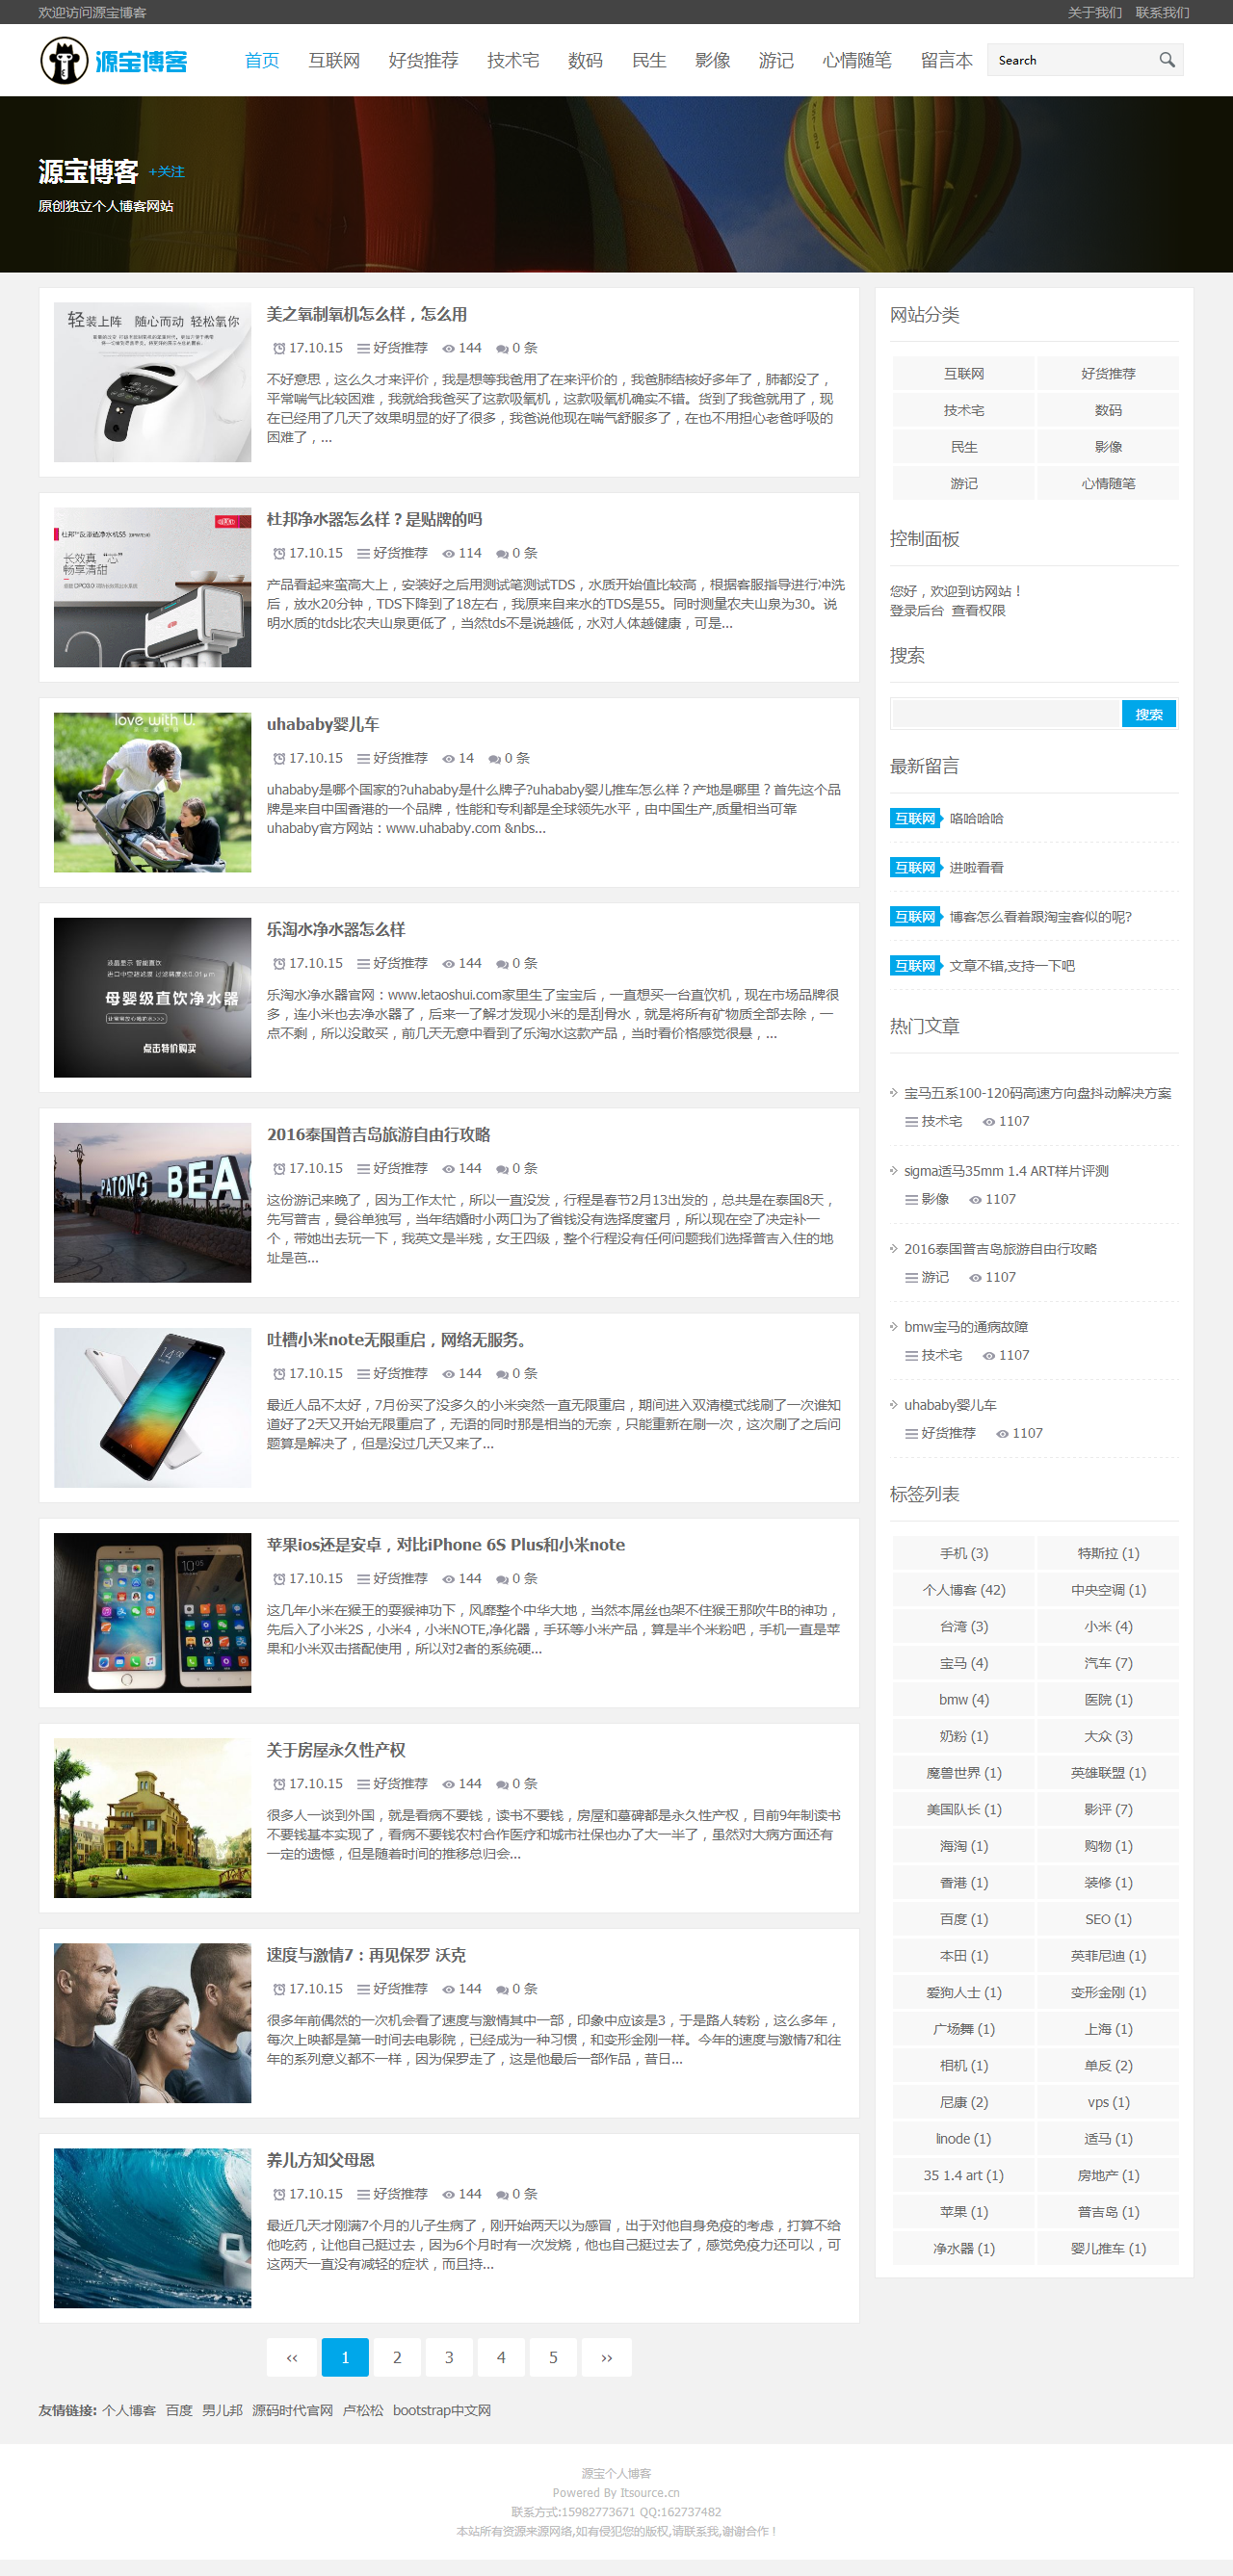 欢迎访问源宝博客
关于我们 联系我们
源宝博客
首页 互联网 好货推荐 技术宅 数码 民生 影像 游记 心情随笔 留言本
Search
源宝博客 +关注
原创独立个人博客网站
轻装上阵 随心而动 轻松氧你
美之氧制氧机怎么样，怎么用
17.10.15 好货推荐 144 0 条
不好意思，这么久才来评价，我是想等我爸用了在来评价的，我爸肺结核好多年了，肺都没了，
平常喘气比较困难，我就给我爸买了这款吸氧机，这款吸氧机确实不错。货到了我爸就用了，现
在已经用了几天了效果明显的好了很多，我爸说他现在喘气舒服多了，在也不用担心老爸呼吸的
困难了，...
长效真“芯”
畅享清甜
杜邦净水器怎么样？是贴牌的吗
17.10.15 好货推荐 114 0 条
产品看起来蛮高大上，安装好之后用测试笔测试TDS，水质开始值比较高，根据客服指导进行冲洗
后，放水20分钟，TDS下降到了18左右，我原来自来水的TDS是55。同时测量农夫山泉为30。说
明水质的tds比农夫山泉更低了，当然tds不是说越低，水对人体越健康，可是...
love with U.
uhababy婴儿车
17.10.15 好货推荐 14 0 条
uhababy是哪个国家的?uhababy是什么牌子?uhababy婴儿推车怎么样？产地是哪里？首先这个品
牌是来自中国香港的一个品牌，性能和专利都是全球领先水平，由中国生产,质量相当可靠
uhababy官方网站：www.uhababy.com &nbs...
液晶显示 智能直饮
进口中空超滤膜 过滤精度达0.01μm
母婴级直饮净水器
点击特价购买
乐淘水净水器怎么样
17.10.15 好货推荐 144 0 条
乐淘水净水器官网：www.letaoshui.com家里生了宝宝后，一直想买一台直饮机，现在市场品牌很
多，连小米也去净水器了，后来一了解才发现小米的是刮骨水，就是将所有矿物质全部去除，一
点不剩，所以没敢买，前几天无意中看到了乐淘水这款产品，当时看价格感觉很悬，...
PATONG BEA
2016泰国普吉岛旅游自由行攻略
17.10.15 好货推荐 144 0 条
这份游记来晚了，因为工作太忙，所以一直没发，行程是春节2月13出发的，总共是在泰国8天，
先写普吉，曼谷单独写，当年结婚时小两口为了省钱没有选择度蜜月，所以现在空了决定补一
个，带她出去玩一下，我英文是半残，女王四级，整个行程没有任何问题我们选择普吉入住的地
址是芭...
吐槽小米note无限重启，网络无服务。
17.10.15 好货推荐 144 0 条
最近人品不太好，7月份买了没多久的小米突然一直无限重启，期间进入双清模式线刷了一次谁知
道好了2天又开始无限重启了，无语的同时那是相当的无奈，只能重新在刷一次，这次刷了之后问
题算是解决了，但是没过几天又来了...
10:05
苹果ios还是安卓，对比iPhone 6S Plus和小米note
17.10.15 好货推荐 144 0 条
这几年小米在猴王的耍猴神功下，风靡整个中华大地，当然本屌丝也架不住猴王那吹牛B的神功，
先后入了小米2S，小米4，小米NOTE,净化器，手环等小米产品，算是半个米粉吧，手机一直是苹
果和小米双击搭配使用，所以对2者的系统硬...
关于房屋永久性产权
17.10.15 好货推荐 144 0 条
很多人一谈到外国，就是看病不要钱，读书不要钱，房屋和墓碑都是永久性产权，目前9年制读书
不要钱基本实现了，看病不要钱农村合作医疗和城市社保也办了大一半了，虽然对大病方面还有
一定的遗憾，但是随着时间的推移总归会...
速度与激情7：再见保罗 沃克
17.10.15 好货推荐 144 0 条
很多年前偶然的一次机会看了速度与激情其中一部，印象中应该是3，于是路人转粉，这么多年，
每次上映都是第一时间去电影院，已经成为一种习惯，和变形金刚一样。今年的速度与激情7和往
年的系列意义都不一样，因为保罗走了，这是他最后一部作品，昔日...
养儿方知父母恩
17.10.15 好货推荐 144 0 条
最近几天才刚满7个月的儿子生病了，刚开始两天以为感冒，出于对他自身免疫的考虑，打算不给
他吃药，让他自己挺过去，因为6个月时有一次发烧，他也自己挺过去了，感觉免疫力还可以，可
这两天一直没有减轻的症状，而且持...
‹‹ 1 2 3 4 5 ››
网站分类
互联网 好货推荐
技术宅 数码
民生 影像
游记 心情随笔
控制面板
您好，欢迎到访网站！
登录后台 查看权限
搜索
搜索
最新留言
互联网 咯哈哈哈
互联网 进啦看看
互联网 博客怎么看着跟淘宝客似的呢?
互联网 文章不错,支持一下吧
热门文章
宝马五系100-120码高速方向盘抖动解决方案
技术宅 1107
sigma适马35mm 1.4 ART样片评测
影像 1107
2016泰国普吉岛旅游自由行攻略
游记 1107
bmw宝马的通病故障
技术宅 1107
uhababy婴儿车
好货推荐 1107
标签列表
手机 (3) 特斯拉 (1)
个人博客 (42) 中央空调 (1)
台湾 (3) 小米 (4)
宝马 (4) 汽车 (7)
bmw (4) 医院 (1)
奶粉 (1) 大众 (3)
魔兽世界 (1) 英雄联盟 (1)
美国队长 (1) 影评 (7)
海淘 (1) 购物 (1)
香港 (1) 装修 (1)
百度 (1) SEO (1)
本田 (1) 英菲尼迪 (1)
爱狗人士 (1) 变形金刚 (1)
广场舞 (1) 上海 (1)
相机 (1) 单反 (2)
尼康 (2) vps (1)
linode (1) 适马 (1)
35 1.4 art (1) 房地产 (1)
苹果 (1) 普吉岛 (1)
净水器 (1) 婴儿推车 (1)
友情链接: 个人博客 百度 男儿邦 源码时代官网 卢松松 bootstrap中文网
源宝个人博客
Powered By Itsource.cn
联系方式:15982773671 QQ:162737482
本站所有资源来源网络,如有侵犯您的版权,请联系我,谢谢合作！